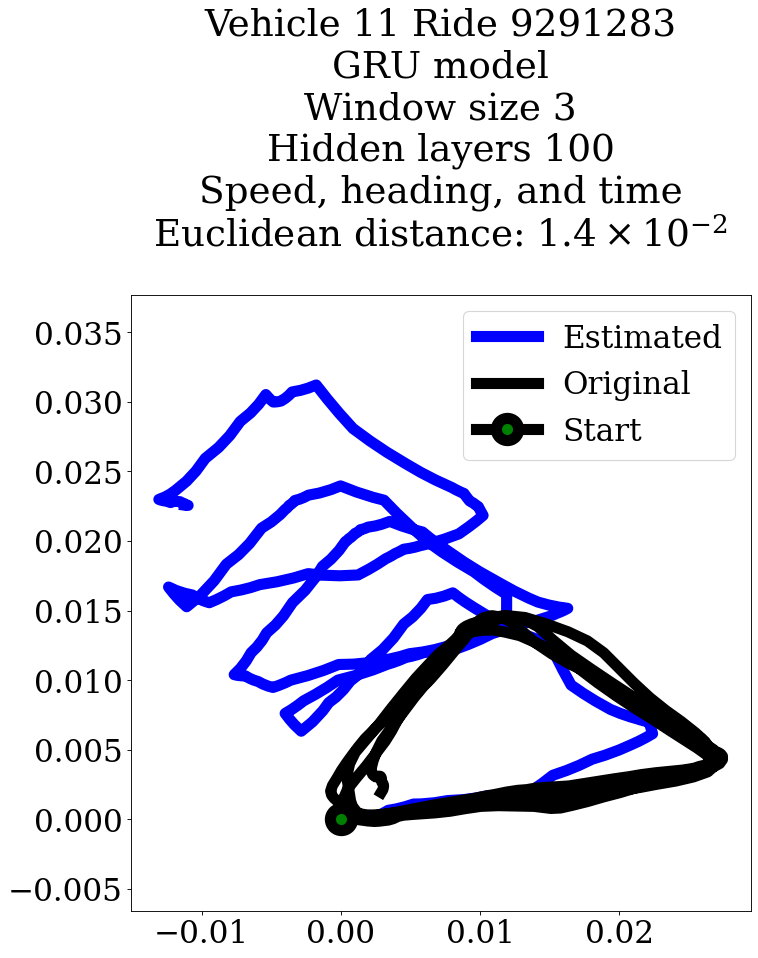 Vehicle 11 Ride 9291283
GRU model
Window size 3
Hidden layers 100
Speed, heading, and time
Euclidean distance: 1.4 × 10⁻²
Estimated
Original
Start
0.035
0.030
0.025
0.020
0.015
0.010
0.005
0.000
−0.005
−0.01 0.00 0.01 0.02